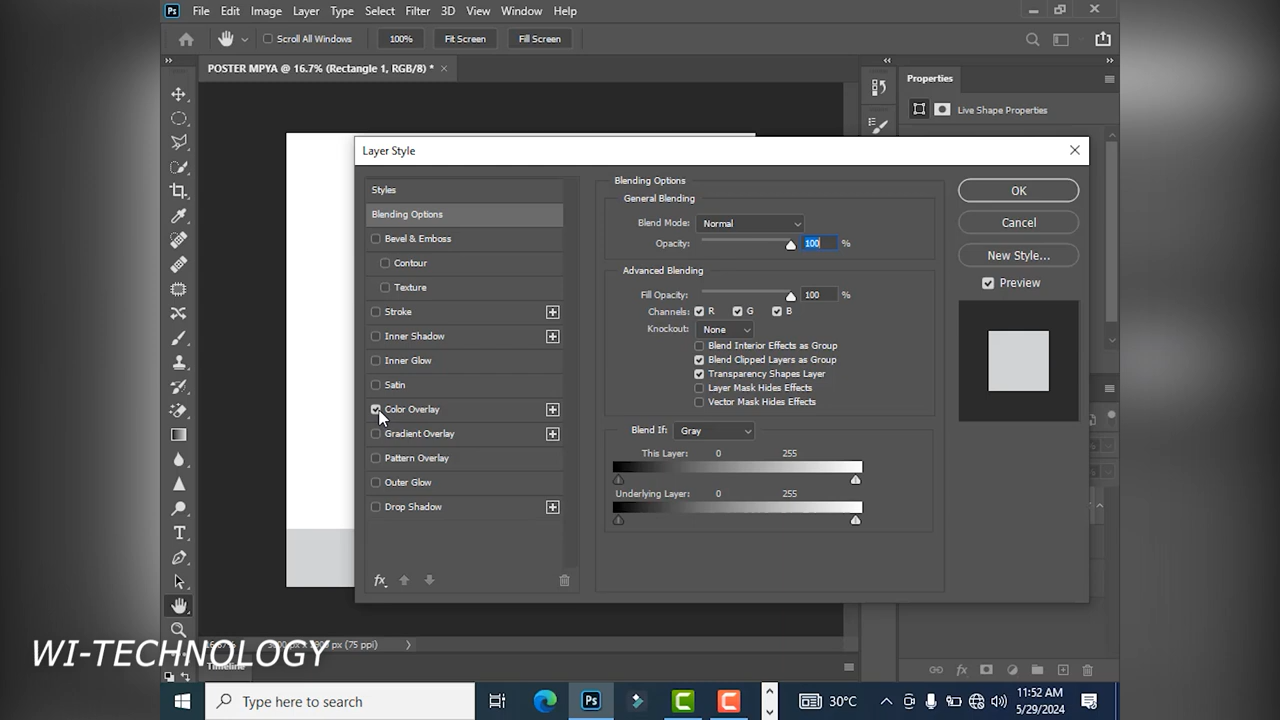 Ps File Edit Image Layer Type Select Filter 3D View Window Help
Scroll All Windows 100% Fit Screen Fill Screen
POSTER MPYA @ 16.7% (Rectangle 1, RGB/8) *
Properties
Live Shape Properties
Layer Style
Styles
Blending Options
Bevel & Emboss
Contour
Texture
Stroke
Inner Shadow
Inner Glow
Satin
Color Overlay
Gradient Overlay
Pattern Overlay
Outer Glow
Drop Shadow
fx
Blending Options
General Blending
Blend Mode: Normal
Opacity: 100 %
Advanced Blending
Fill Opacity: 100 %
Channels: R G B
Knockout: None
Blend Interior Effects as Group
Blend Clipped Layers as Group
Transparency Shapes Layer
Layer Mask Hides Effects
Vector Mask Hides Effects
Blend If: Gray
This Layer: 0 255
Underlying Layer: 0 255
OK
Cancel
New Style...
Preview
px (75 ppi)
WI-TECHNOLOGY
Timeline
fx
Type here to search
Ps
30°C
11:52 AM
5/29/2024